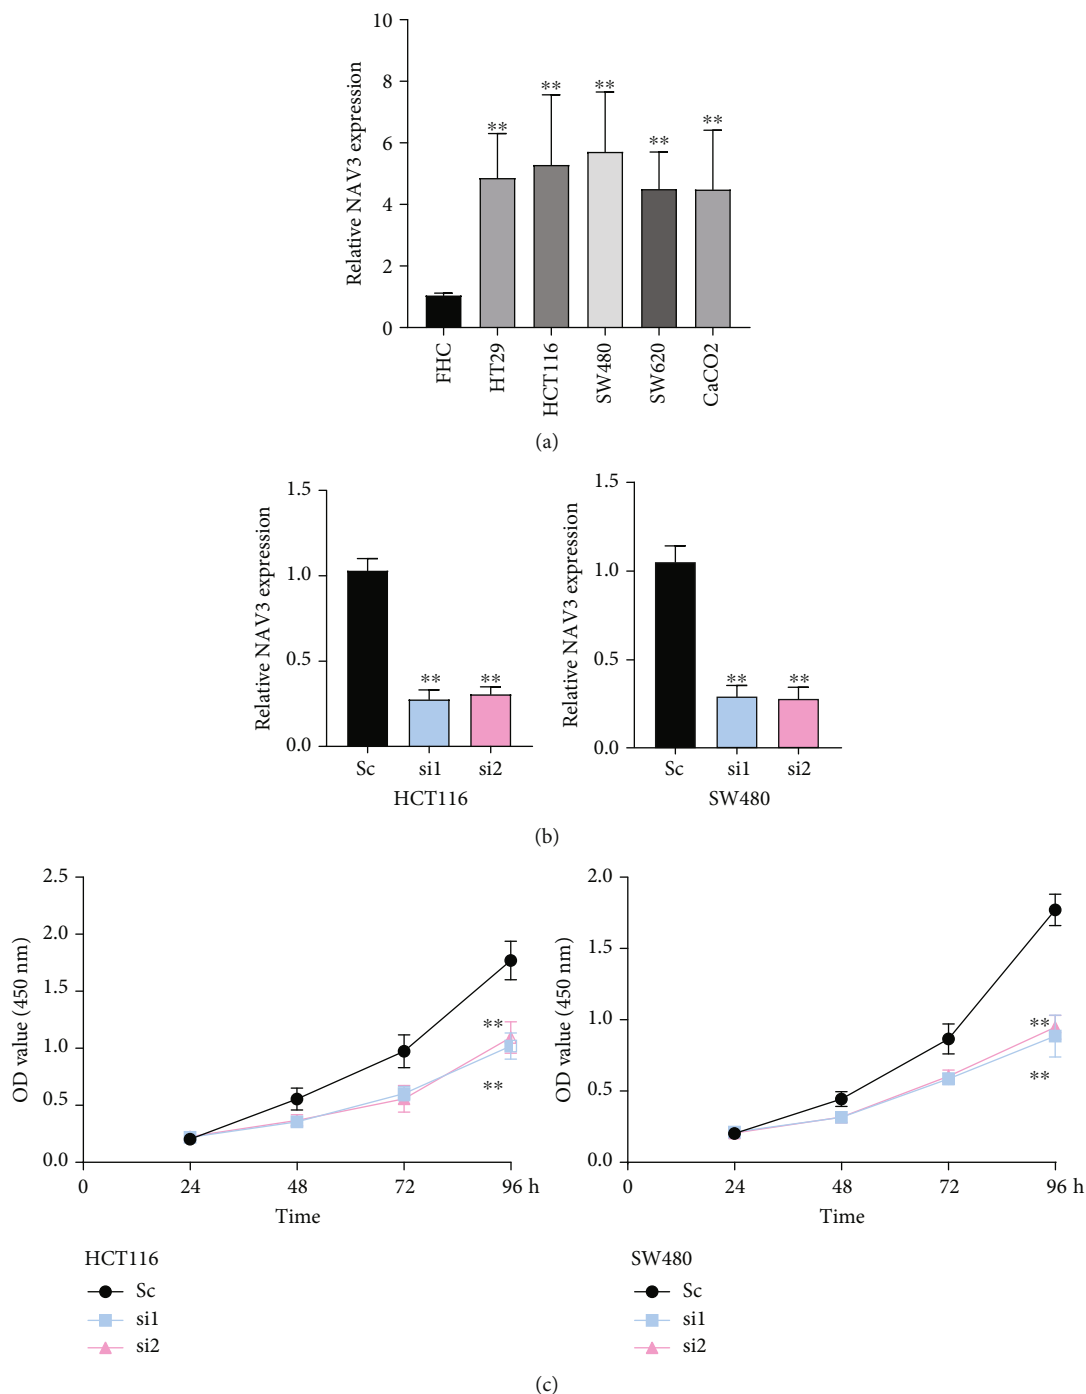 Relative NAV3 expression
10
8
6
4
2
0
** ** ** ** **
FHC HT29 HCT116 SW480 SW620 CaCO2
(a)
Relative NAV3 expression
1.5
1.0
0.5
0.0
** **
Sc si1 si2
HCT116
Relative NAV3 expression
1.5
1.0
0.5
0.0
** **
Sc si1 si2
SW480
(b)
OD value (450 nm)
2.5
2.0
1.5
1.0
0.5
0.0
**
**
0 24 48 72 96 h
Time
HCT116
Sc
si1
si2
OD value (450 nm)
2.0
1.5
1.0
0.5
0.0
**
**
0 24 48 72 96 h
Time
SW480
Sc
si1
si2
(c)